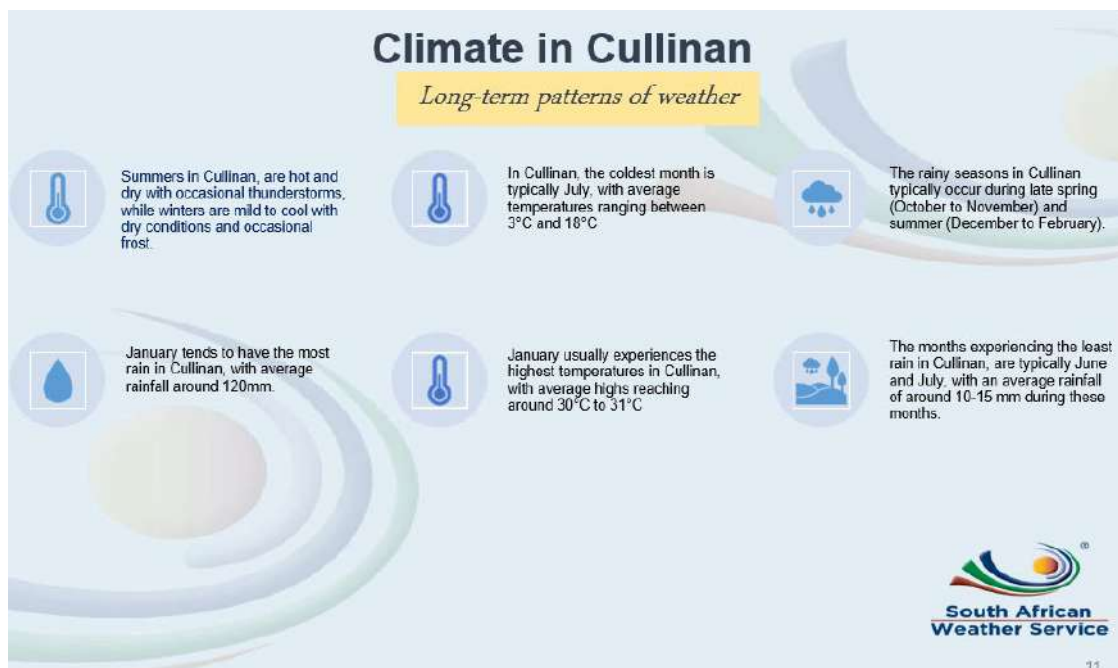 Climate in Cullinan
Long-term patterns of weather
Summers in Cullinan, are hot and
dry with occasional thunderstorms,
while winters are mild to cool with
dry conditions and occasional
frost.
In Cullinan, the coldest month is
typically July, with average
temperatures ranging between
3°C and 18°C
The rainy seasons in Cullinan
typically occur during late spring
(October to November) and
summer (December to February).
January tends to have the most
rain in Cullinan, with average
rainfall around 120mm.
January usually experiences the
highest temperatures in Cullinan,
with average highs reaching
around 30°C to 31°C
The months experiencing the least
rain in Cullinan, are typically June
and July, with an average rainfall
of around 10-15 mm during these
months.
®
South African
Weather Service